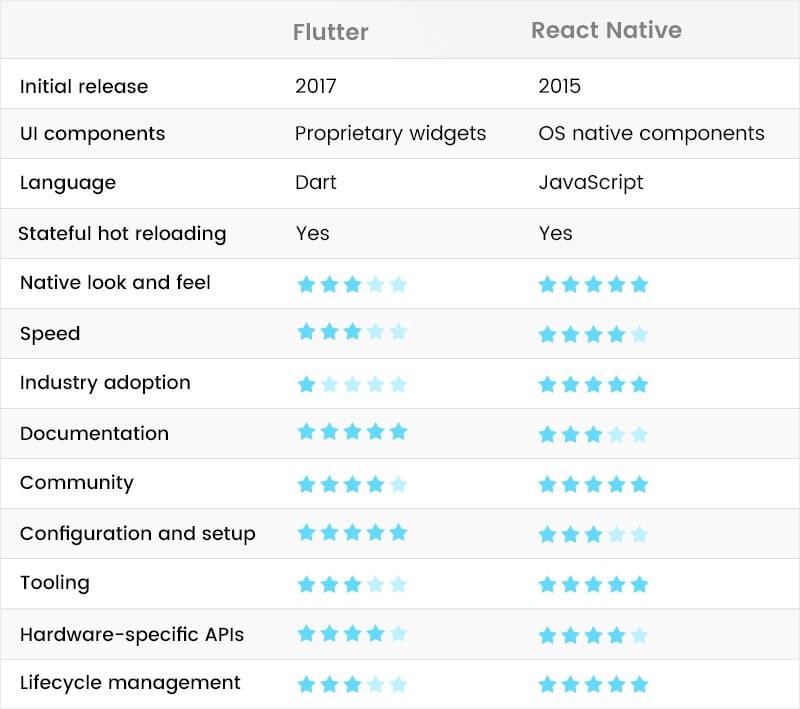 Flutter React Native
Initial release 2017 2015
UI components Proprietary widgets OS native components
Language Dart JavaScript
Stateful hot reloading Yes Yes
Native look and feel
Speed
Industry adoption
Documentation
Community
Configuration and setup
Tooling
Hardware-specific APIs
Lifecycle management